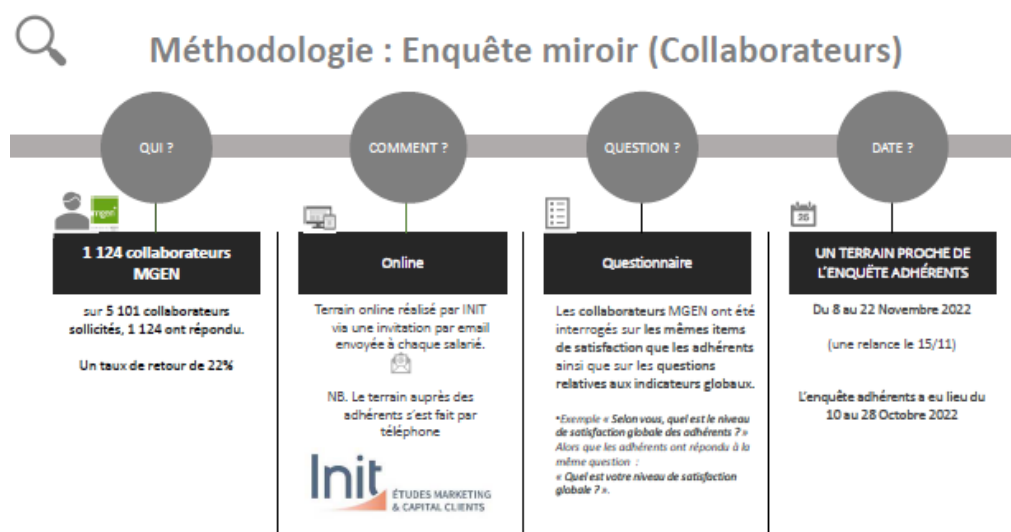 Méthodologie : Enquête miroir (Collaborateurs)
QUI ?
COMMENT ?
QUESTION ?
DATE ?
mgen
26
1 124 collaborateurs
MGEN
sur 5 101 collaborateurs
sollicités, 1 124 ont répondu.
Un taux de retour de 22%
Online
Terrain online réalisé par INIT
via une invitation par email
envoyée à chaque salarié.
NB. Le terrain auprès des
adhérents s'est fait par
téléphone
Init
ÉTUDES MARKETING
& CAPITAL CLIENTS
Questionnaire
Les collaborateurs MGEN ont été
interrogés sur les mêmes items
de satisfaction que les adhérents
ainsi que sur les questions
relatives aux indicateurs globaux.
•Exemple « Selon vous, quel est le niveau
de satisfaction globale des adhérents ? »
Alors que les adhérents ont répondu à la
même question :
« Quel est votre niveau de satisfaction
globale ? ».
UN TERRAIN PROCHE DE
L'ENQUÊTE ADHÉRENTS
Du 8 au 22 Novembre 2022
(une relance le 15/11)
L'enquête adhérents a eu lieu du
10 au 28 Octobre 2022